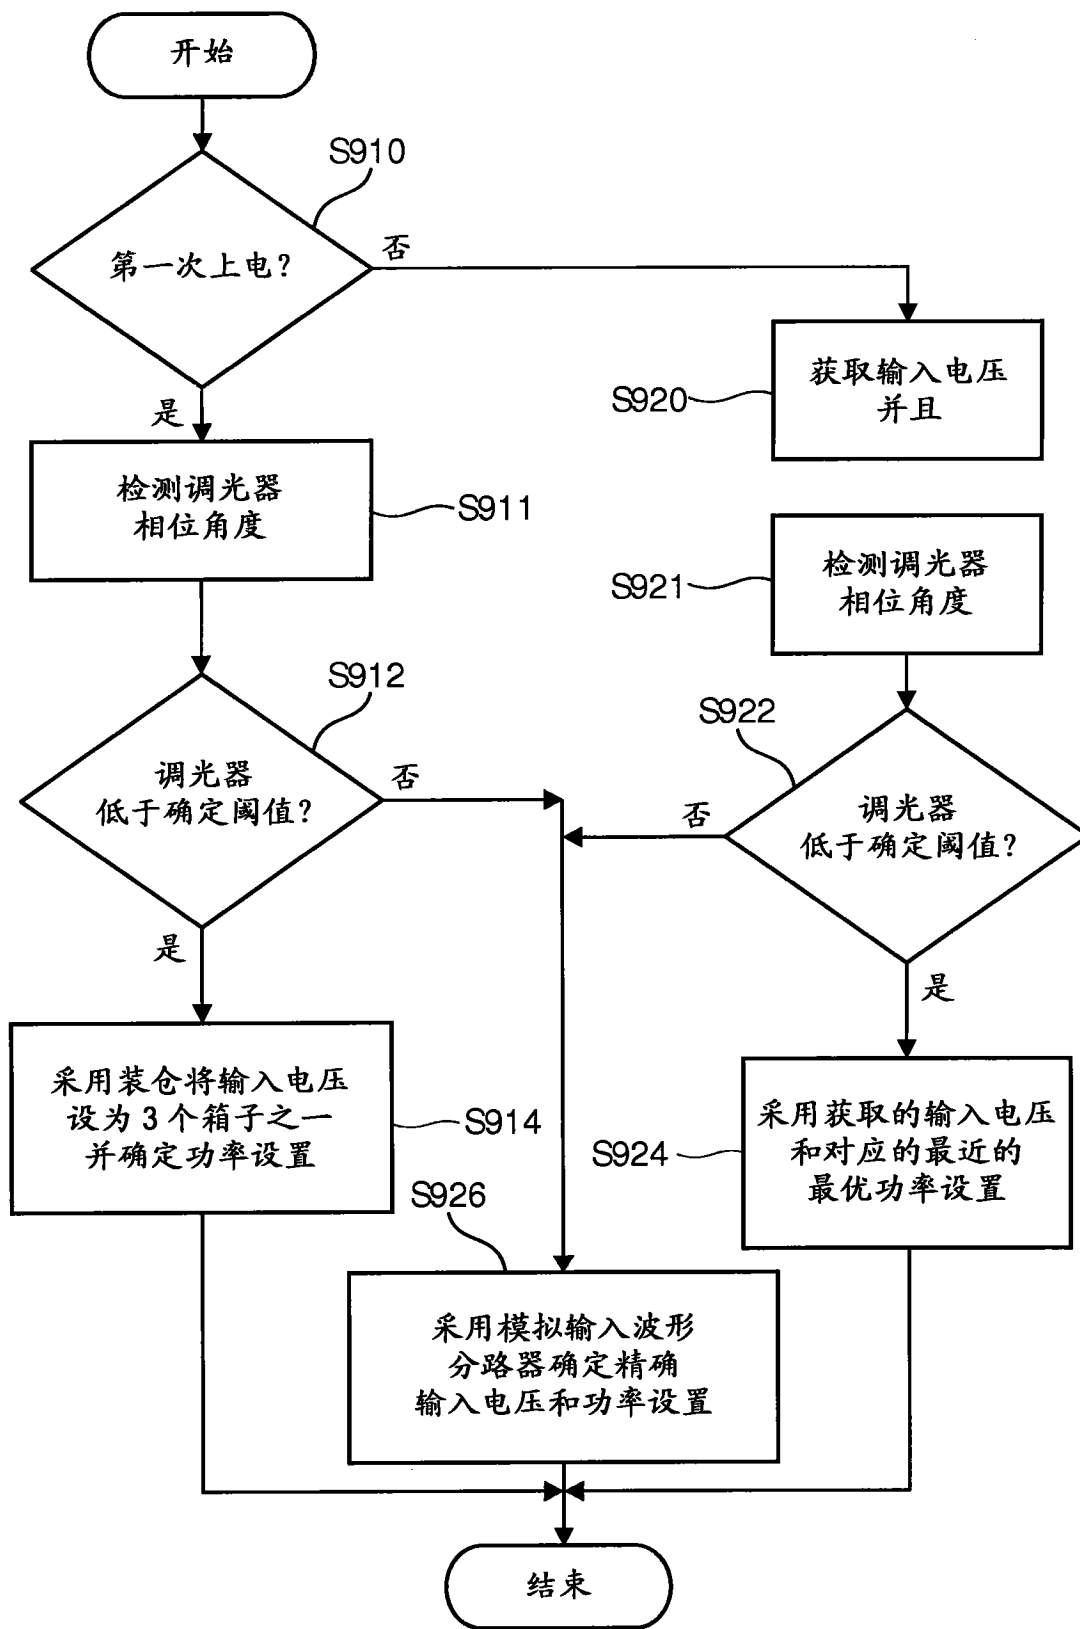 开始
S910
第一次上电?
否
是
获取输入电压
并且
S920
检测调光器
相位角度
S911
检测调光器
相位角度
S921
S912
调光器
低于确定阈值?
否
是
S922
调光器
低于确定阈值?
否
是
采用装仓将输入电压
设为 3 个箱子之一
并确定功率设置
S914
采用获取的输入电压
和对应的最近的
最优功率设置
S924
S926
采用模拟输入波形
分路器确定精确
输入电压和功率设置
结束